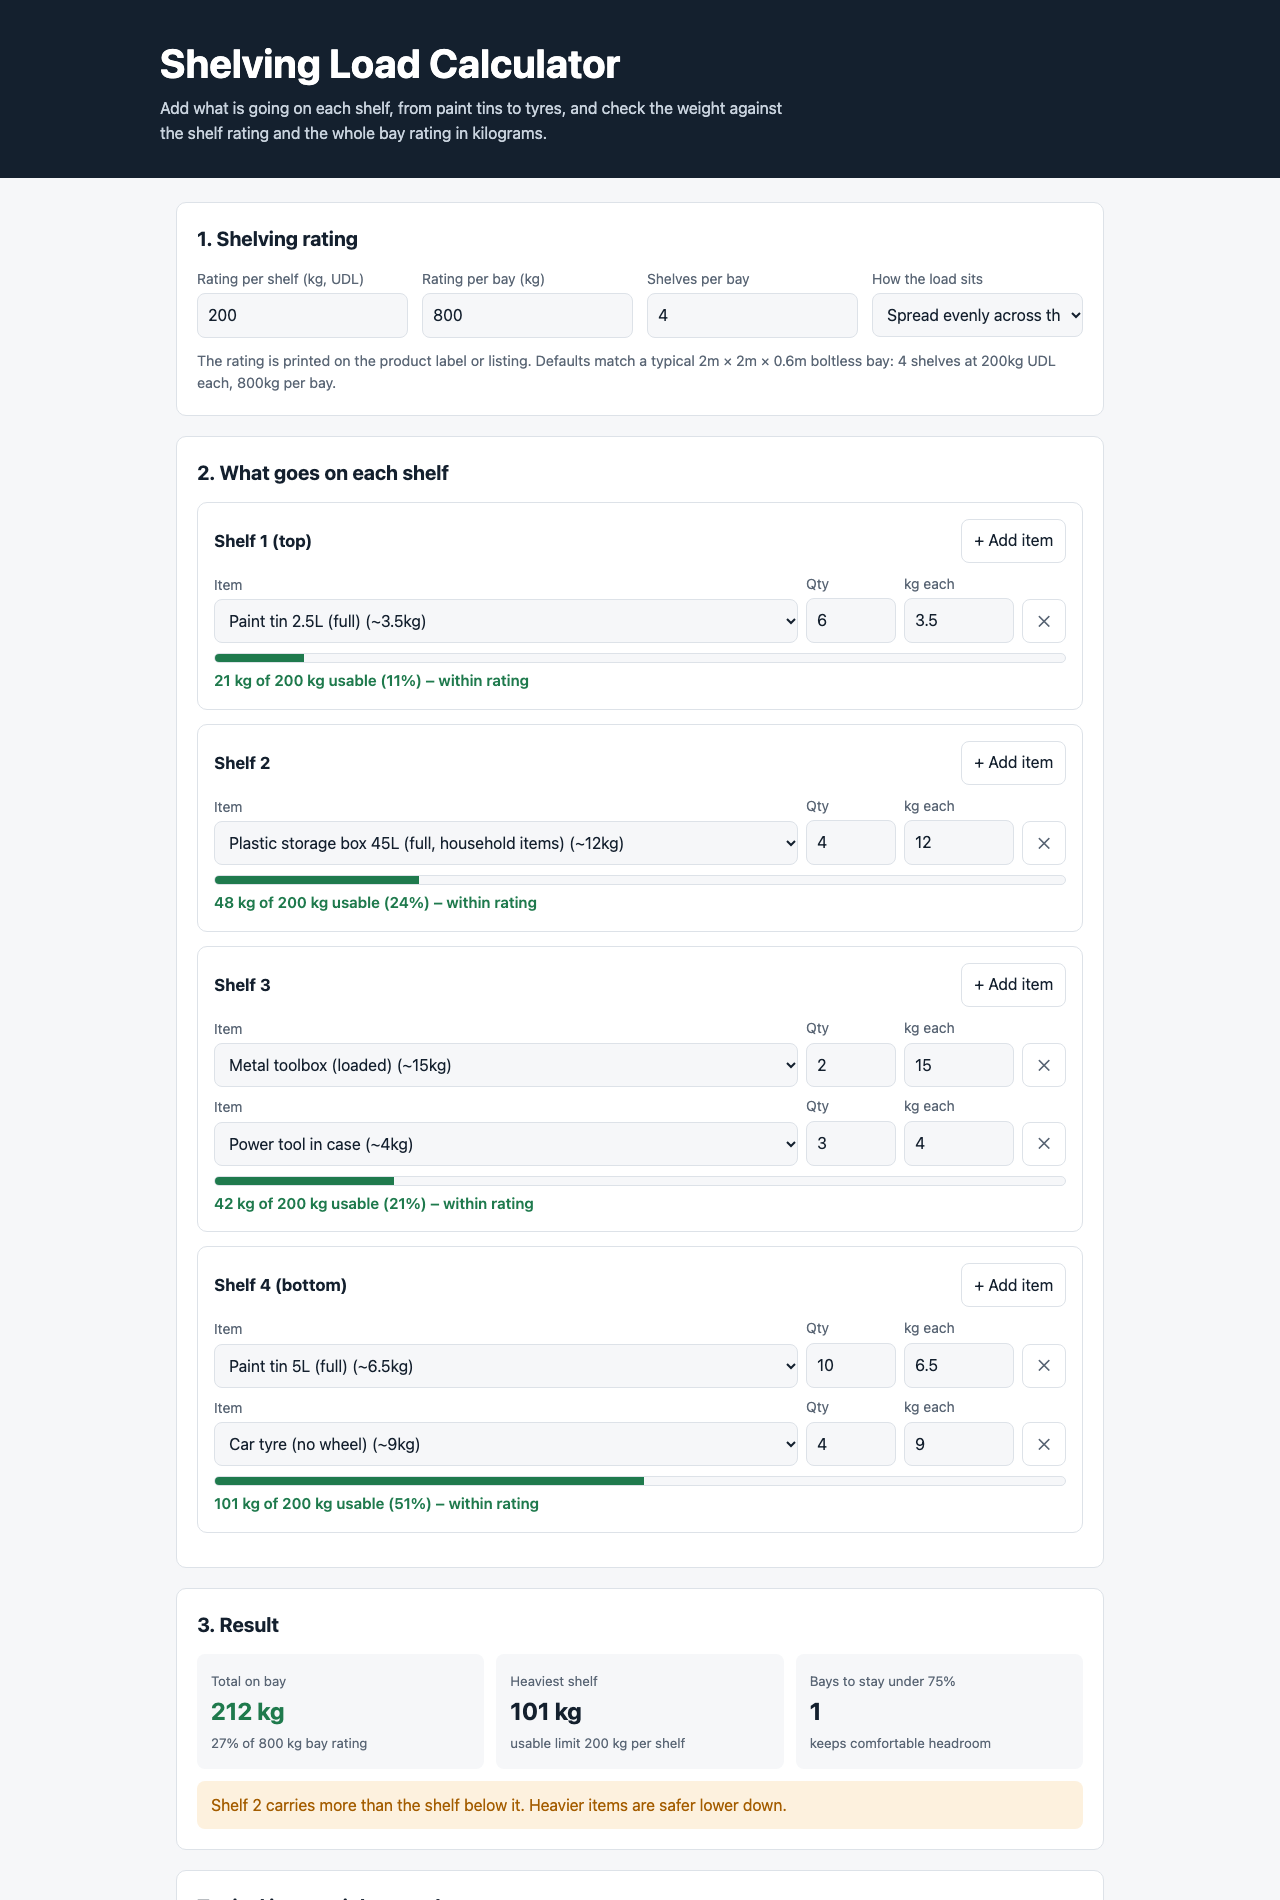 Shelving Load Calculator
Add what is going on each shelf, from paint tins to tyres, and check the weight against
the shelf rating and the whole bay rating in kilograms.
1. Shelving rating
Rating per shelf (kg, UDL)
Rating per bay (kg)
Shelves per bay
How the load sits
200
800
4
Spread evenly across th
The rating is printed on the product label or listing. Defaults match a typical 2m × 2m × 0.6m boltless bay: 4 shelves at 200kg UDL
each, 800kg per bay.
2. What goes on each shelf
Shelf 1 (top)
+ Add item
Item
Qty
kg each
Paint tin 2.5L (full) (~3.5kg)
6
3.5
×
21 kg of 200 kg usable (11%) – within rating
Shelf 2
+ Add item
Item
Qty
kg each
Plastic storage box 45L (full, household items) (~12kg)
4
12
×
48 kg of 200 kg usable (24%) – within rating
Shelf 3
+ Add item
Item
Qty
kg each
Metal toolbox (loaded) (~15kg)
2
15
×
Item
Qty
kg each
Power tool in case (~4kg)
3
4
×
42 kg of 200 kg usable (21%) – within rating
Shelf 4 (bottom)
+ Add item
Item
Qty
kg each
Paint tin 5L (full) (~6.5kg)
10
6.5
×
Item
Qty
kg each
Car tyre (no wheel) (~9kg)
4
9
×
101 kg of 200 kg usable (51%) – within rating
3. Result
Total on bay
212 kg
27% of 800 kg bay rating
Heaviest shelf
101 kg
usable limit 200 kg per shelf
Bays to stay under 75%
1
keeps comfortable headroom
Shelf 2 carries more than the shelf below it. Heavier items are safer lower down.